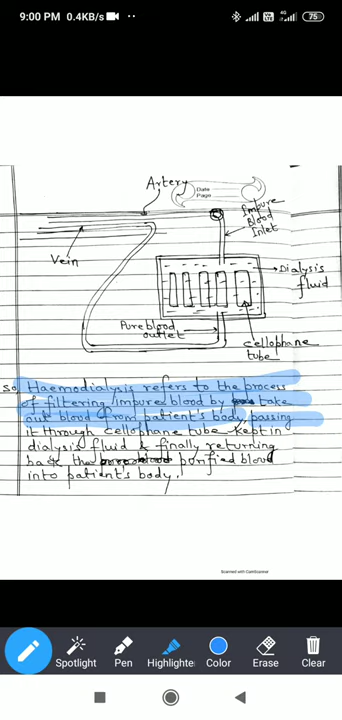 9:00 PM 0.4KB/s
4G
75
Artery
Date
Page
Impure
Blood
Inlet
Vein
Dialysis
fluid
Pure blood
outlet
cellophane
tube
So, Haemodialysis refers to the process
of filtering impure blood by take
out blood from patient's body, passing
it through cellophane tube kept in
dialysis fluid & finally returning
back the purified blood
into patient's body.
Scanned with CamScanner
Spotlight
Pen
Highlighte
Color
Erase
Clear